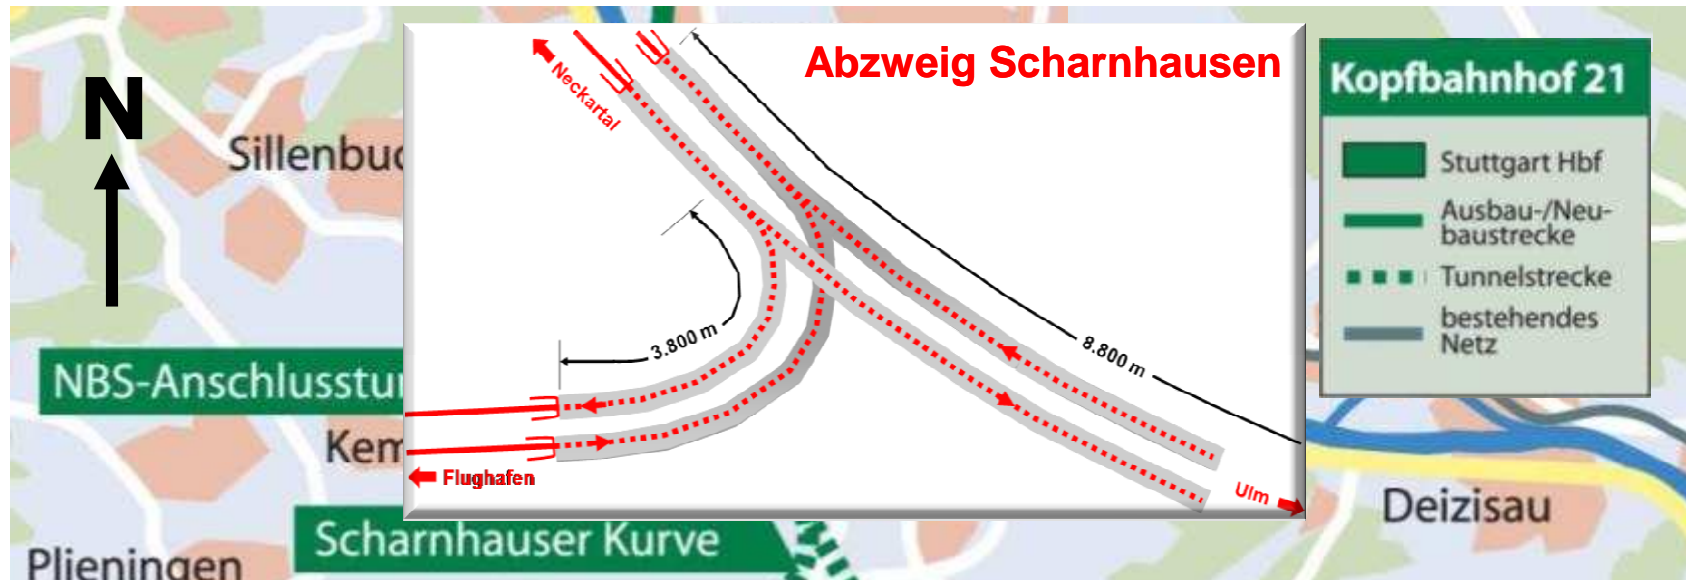 N
Sillenbuc
NBS-Anschlusstu
Kem
Scharnhauser Kurve
Plieningen
Abzweig Scharnhausen
Neckartal
3.800 m
8.800 m
Flughafen
Ulm
Kopfbahnhof 21
Stuttgart Hbf
Ausbau-/Neu-
baustrecke
Tunnelstrecke
bestehendes
Netz
Deizisau